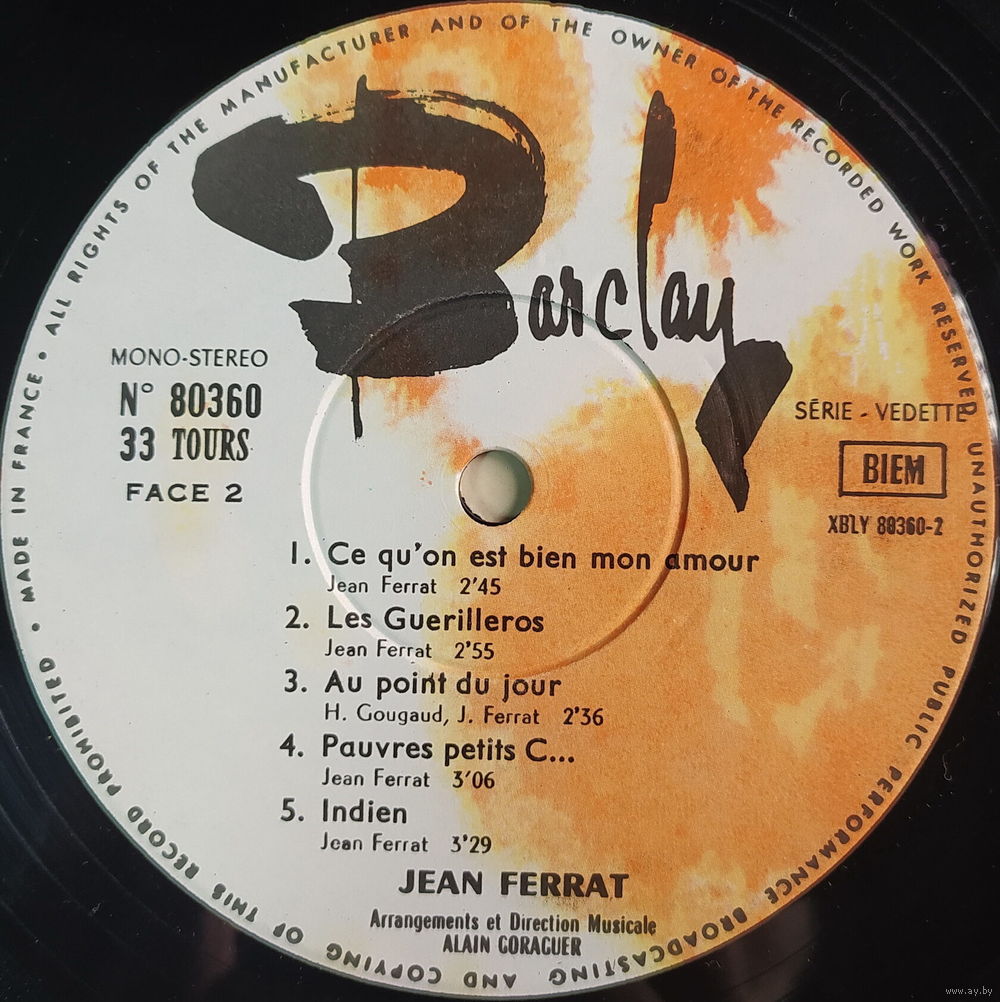 ALL RIGHTS OF THE MANUFACTURER AND OF THE OWNER OF THE RECORDED WORK RESERVED UNAUTHORIZED PUBLIC PERFORMANCE BROADCASTING AND COPYING OF THIS RECORD PROHIBITED • MADE IN FRANCE •
Barclay
MONO-STEREO
N° 80360
33 TOURS
FACE 2
SÉRIE - VEDETTE
BIEM
XBLY 80360-2
1. Ce qu'on est bien mon amour
Jean Ferrat 2'45
2. Les Guerilleros
Jean Ferrat 2'55
3. Au point du jour
H. Gougaud, J. Ferrat 2'36
4. Pauvres petits C...
Jean Ferrat 3'06
5. Indien
Jean Ferrat 3'29
JEAN FERRAT
Arrangements et Direction Musicale
ALAIN GORAGUER
www.ay.by